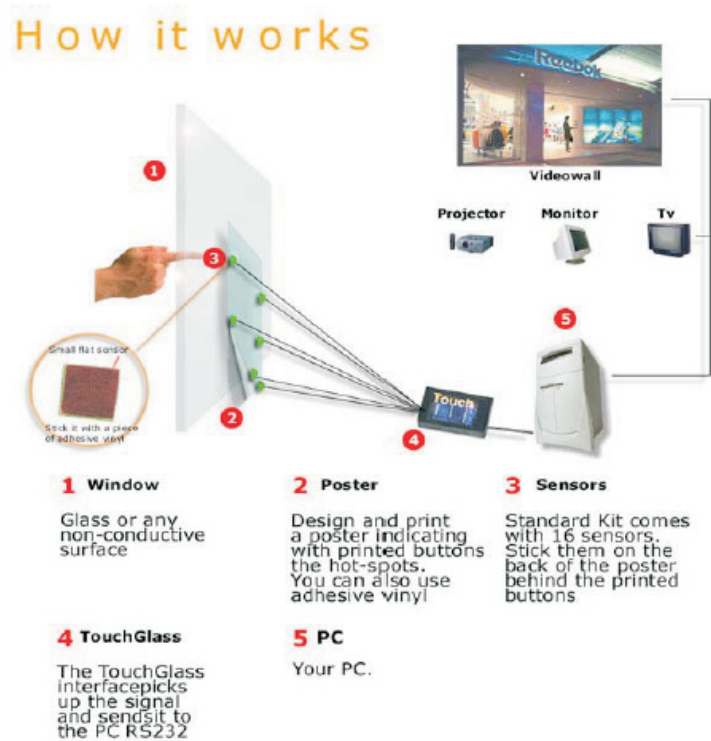 How it works
Reebok
Videowall
Projector
Monitor
Tv
1
3
5
Small flat sensor
Stick it with a piece
of adhesive vinyl
Touch
2
4
1 Window
Glass or any
non-conductive
surface
2 Poster
Design and print
a poster indicating
with printed buttons
the hot-spots.
You can also use
adhesive vinyl
3 Sensors
Standard Kit comes
with 16 sensors.
Stick them on the
back of the poster
behind the printed
buttons
4 TouchGlass
The TouchGlass
interfacepicks
up the signal
and sendsit to
the PC RS232
5 PC
Your PC.